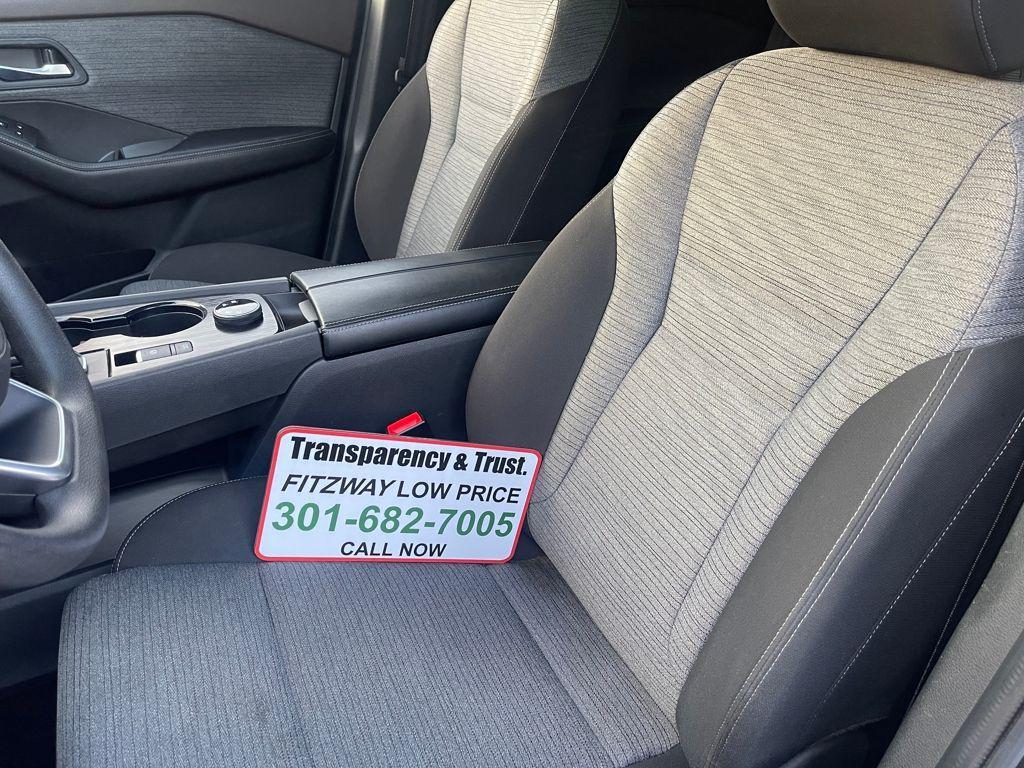 Transparency & Trust.
FITZWAY LOW PRICE
301-682-7005
CALL NOW